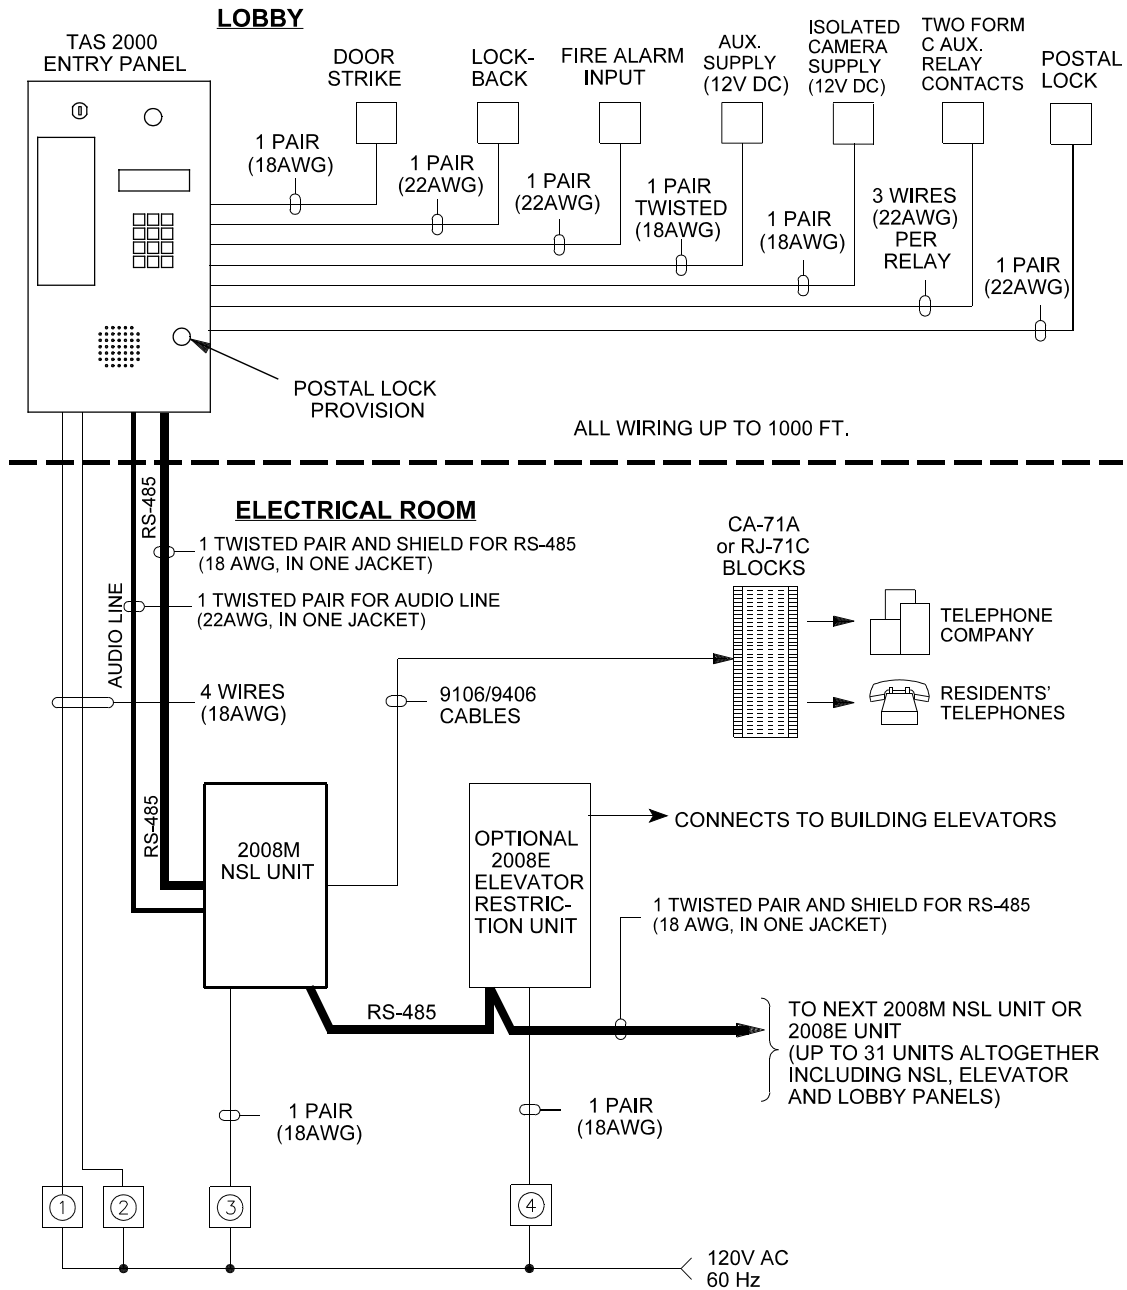 LOBBY
TAS 2000
ENTRY PANEL
DOOR
STRIKE
LOCK-
BACK
FIRE ALARM
INPUT
AUX.
SUPPLY
(12V DC)
ISOLATED
CAMERA
SUPPLY
(12V DC)
TWO FORM
C AUX.
RELAY
CONTACTS
POSTAL
LOCK
1 PAIR
(18AWG)
1 PAIR
(22AWG)
1 PAIR
(22AWG)
1 PAIR
TWISTED
(18AWG)
1 PAIR
(18AWG)
3 WIRES
(22AWG)
PER
RELAY
1 PAIR
(22AWG)
POSTAL LOCK
PROVISION
ALL WIRING UP TO 1000 FT.
ELECTRICAL ROOM
RS-485
1 TWISTED PAIR AND SHIELD FOR RS-485
(18 AWG, IN ONE JACKET)
AUDIO LINE
1 TWISTED PAIR FOR AUDIO LINE
(22AWG, IN ONE JACKET)
4 WIRES
(18AWG)
9106/9406
CABLES
CA-71A
or RJ-71C
BLOCKS
TELEPHONE
COMPANY
RESIDENTS'
TELEPHONES
RS-485
2008M
NSL UNIT
OPTIONAL
2008E
ELEVATOR
RESTRIC-
TION UNIT
CONNECTS TO BUILDING ELEVATORS
1 TWISTED PAIR AND SHIELD FOR RS-485
(18 AWG, IN ONE JACKET)
RS-485
TO NEXT 2008M NSL UNIT OR
2008E UNIT
(UP TO 31 UNITS ALTOGETHER
INCLUDING NSL, ELEVATOR
AND LOBBY PANELS)
1 PAIR
(18AWG)
1 PAIR
(18AWG)
1
2
3
4
120V AC
60 Hz